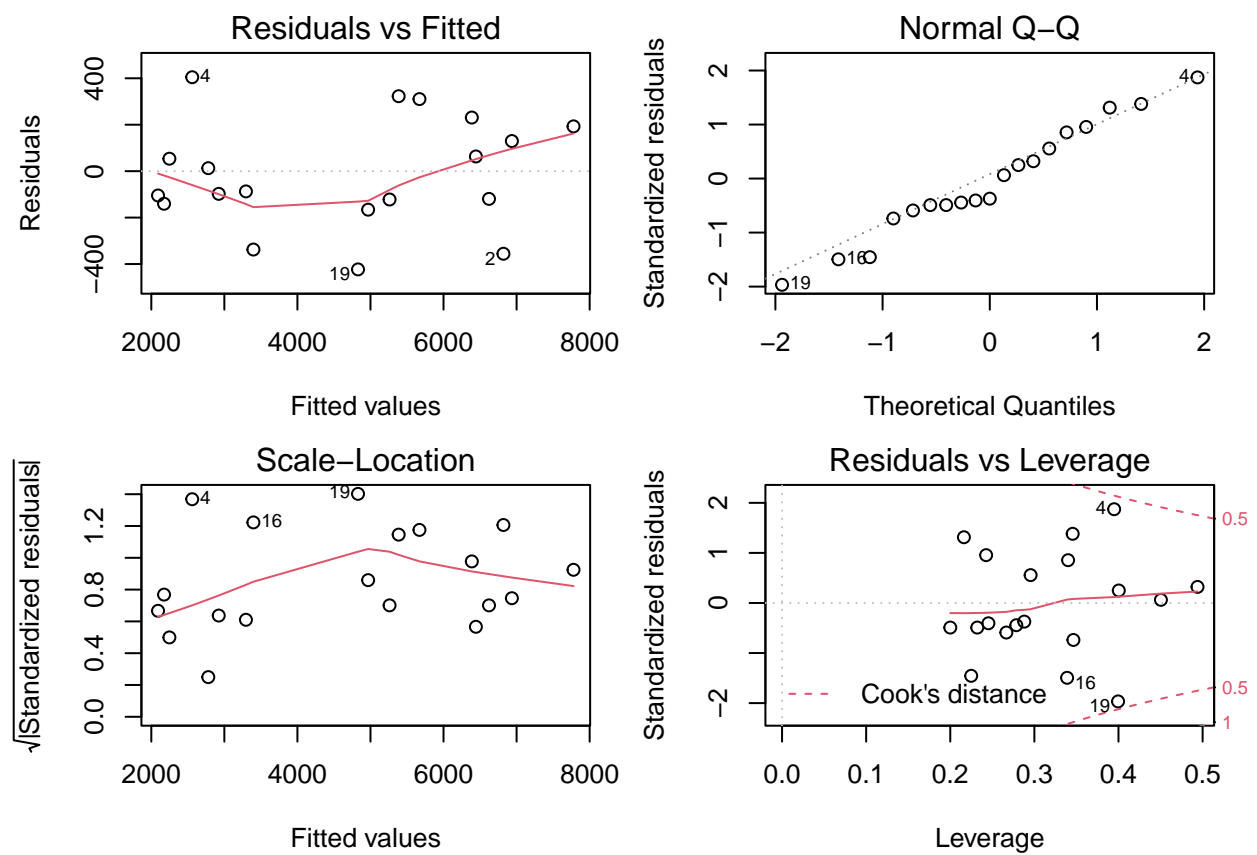 Residuals vs Fitted
Residuals
400
0
−400
4
19
2
2000 4000 6000 8000
Fitted values
Normal Q−Q
Standardized residuals
2
1
0
−1
−2
4
16
19
−2 −1 0 1 2
Theoretical Quantiles
Scale−Location
√|Standardized residuals|
1.2
0.8
0.4
0.0
4
16
19
2000 4000 6000 8000
Fitted values
Residuals vs Leverage
Standardized residuals
2
1
0
−2
4
16
19
0.5
0.5
1
Cook's distance
0.0 0.1 0.2 0.3 0.4 0.5
Leverage